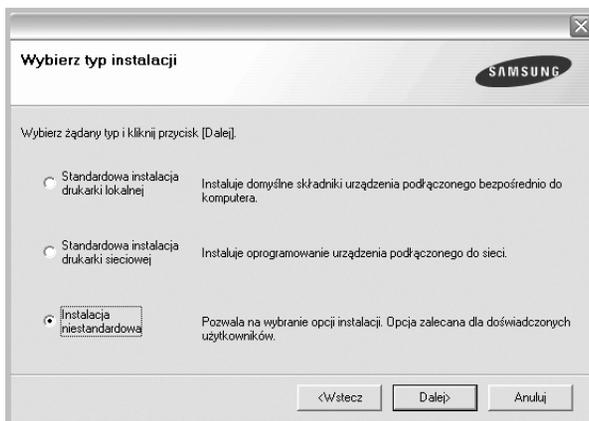 Wybierz typ instalacji
SAMSUNG
Wybierz żądany typ i kliknij przycisk [Dalej].
Standardowa instalacja
drukarki lokalnej
Instaluje domyślne składniki urządzenia podłączonego bezpośrednio do
komputera.
Standardowa instalacja
drukarki sieciowej
Instaluje oprogramowanie urządzenia podłączonego do sieci.
Instalacja
niestandardowa
Pozwala na wybranie opcji instalacji. Opcja zalecana dla doświadczonych
użytkowników.
<Wstecz
Dalej>
Anuluj